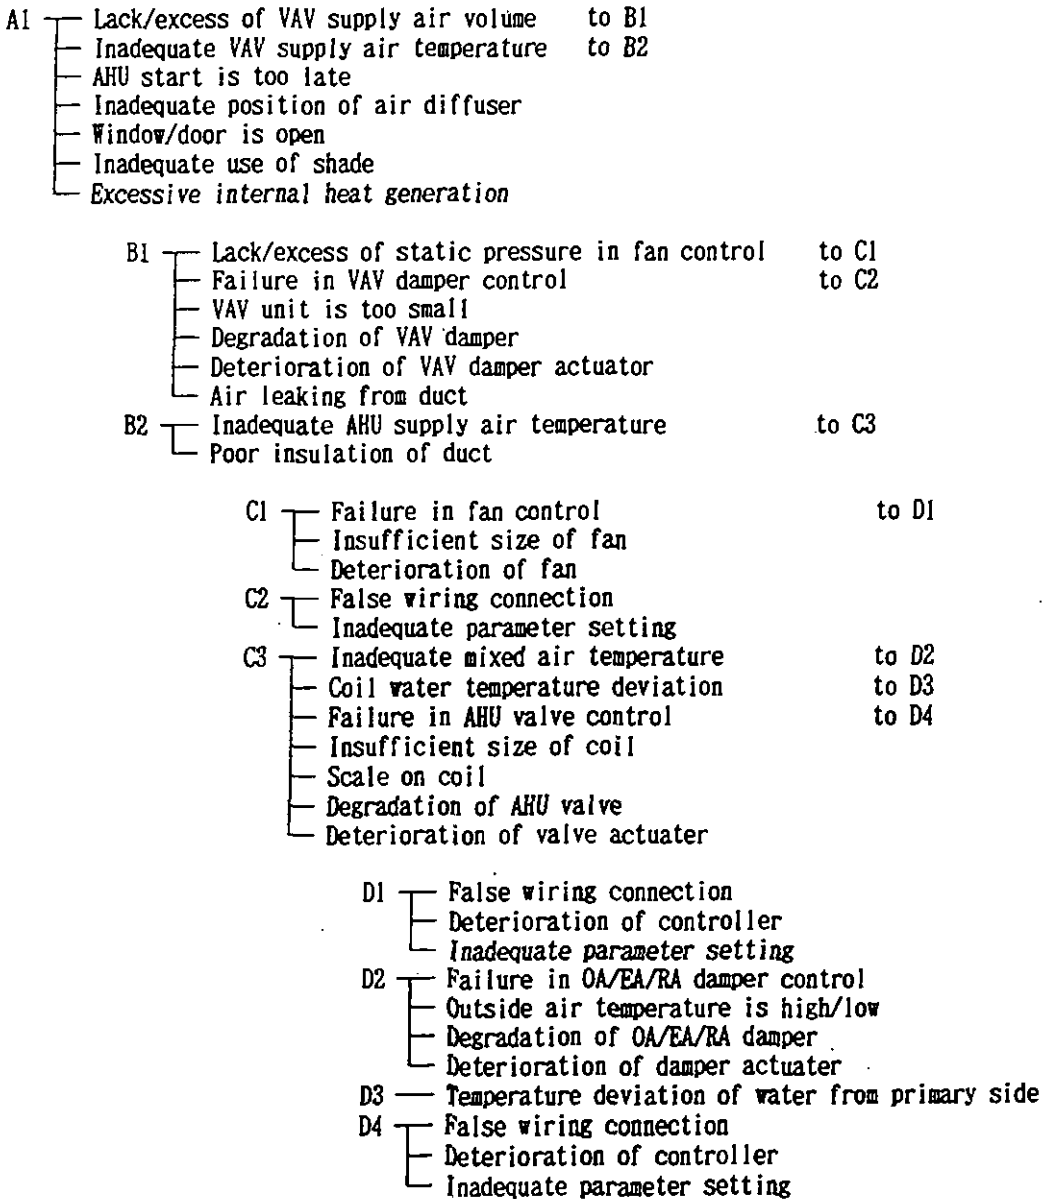 A1 Lack/excess of VAV supply air volume to B1
Inadequate VAV supply air temperature to B2
AHU start is too late
Inadequate position of air diffuser
Window/door is open
Inadequate use of shade
Excessive internal heat generation
B1 Lack/excess of static pressure in fan control to C1
Failure in VAV damper control to C2
VAV unit is too small
Degradation of VAV damper
Deterioration of VAV damper actuator
Air leaking from duct
B2 Inadequate AHU supply air temperature to C3
Poor insulation of duct
C1 Failure in fan control to D1
Insufficient size of fan
Deterioration of fan
C2 False wiring connection
Inadequate parameter setting
C3 Inadequate mixed air temperature to D2
Coil water temperature deviation to D3
Failure in AHU valve control to D4
Insufficient size of coil
Scale on coil
Degradation of AHU valve
Deterioration of valve actuater
D1 False wiring connection
Deterioration of controller
Inadequate parameter setting
D2 Failure in OA/EA/RA damper control
Outside air temperature is high/low
Degradation of OA/EA/RA damper
Deterioration of damper actuater
D3 Temperature deviation of water from primary side
D4 False wiring connection
Deterioration of controller
Inadequate parameter setting